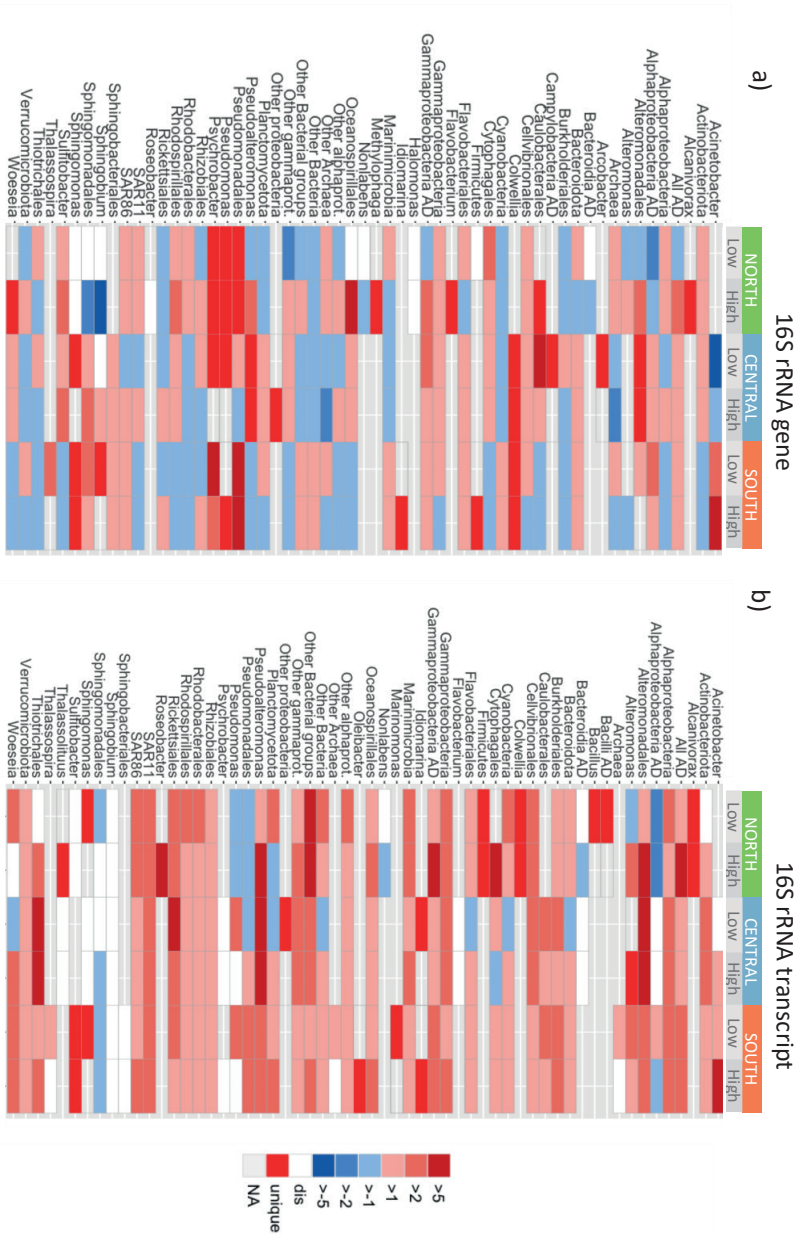 a)
16S rRNA gene
NORTH CENTRAL SOUTH
Low High Low High Low High
Acinetobacter
Actinobacteriota
Alcanivorax
All AD
Alphaproteobacteria
Alphaproteobacteria AD
Alteromonadales
Alteromonas
Archaea
Arcobacter
Bacteroidia AD
Bacteroidota
Burkholderiales
Campylobacteria AD
Caulobacterales
Cellvibrionales
Colwellia
Cyanobacteria
Cytophagales
Firmicutes
Flavobacteriales
Flavobacterium
Gammaproteobacteria
Gammaproteobacteria AD
Halomonas
Idiomarina
Marinimicrobia
Methylophaga
Nonlabens
Oceanospirillales
Other alphaprot.
Other Archaea
Other Bacteria
Other Bacterial groups
Other gammaprot.
Other proteobacteria
Planctomycetota
Pseudoalteromonas
Pseudomonadales
Pseudomonas
Psychrobacter
Rhizobiales
Rhodobacterales
Rhodospirillales
Rickettsiales
Roseobacter
SAR11
SAR86
Sphingobacteriales
Sphingobium
Sphingomonadales
Sphingomonas
Sulfitobacter
Thalassospira
Thiotrichales
Verrucomicrobiota
Woeseia
b)
16S rRNA transcript
NORTH CENTRAL SOUTH
Low High Low High Low High
Acinetobacter
Actinobacteriota
Alcanivorax
All AD
Alphaproteobacteria
Alphaproteobacteria AD
Alteromonadales
Alteromonas
Archaea
Bacilli AD
Bacillus
Bacteroidia AD
Bacteroidota
Burkholderiales
Caulobacterales
Cellvibrionales
Colwellia
Cyanobacteria
Cytophagales
Firmicutes
Flavobacteriales
Flavobacterium
Gammaproteobacteria
Gammaproteobacteria AD
Idiomarina
Marinimicrobia
Marinomonas
Nonlabens
Oceanospirillales
Oleibacter
Other alphaprot.
Other Archaea
Other Bacteria
Other Bacterial groups
Other gammaprot.
Other proteobacteria
Planctomycetota
Pseudoalteromonas
Pseudomonadales
Pseudomonas
Psychrobacter
Rhizobiales
Rhodobacterales
Rhodospirillales
Rickettsiales
Roseobacter
SAR11
SAR86
Sphingobacteriales
Sphingobium
Sphingomonadales
Sphingomonas
Sulfitobacter
Thalassolituus
Thalassospira
Thiotrichales
Verrucomicrobiota
Woeseia
>5
>2
>1
>-1
>-2
>-5
dis
unique
NA